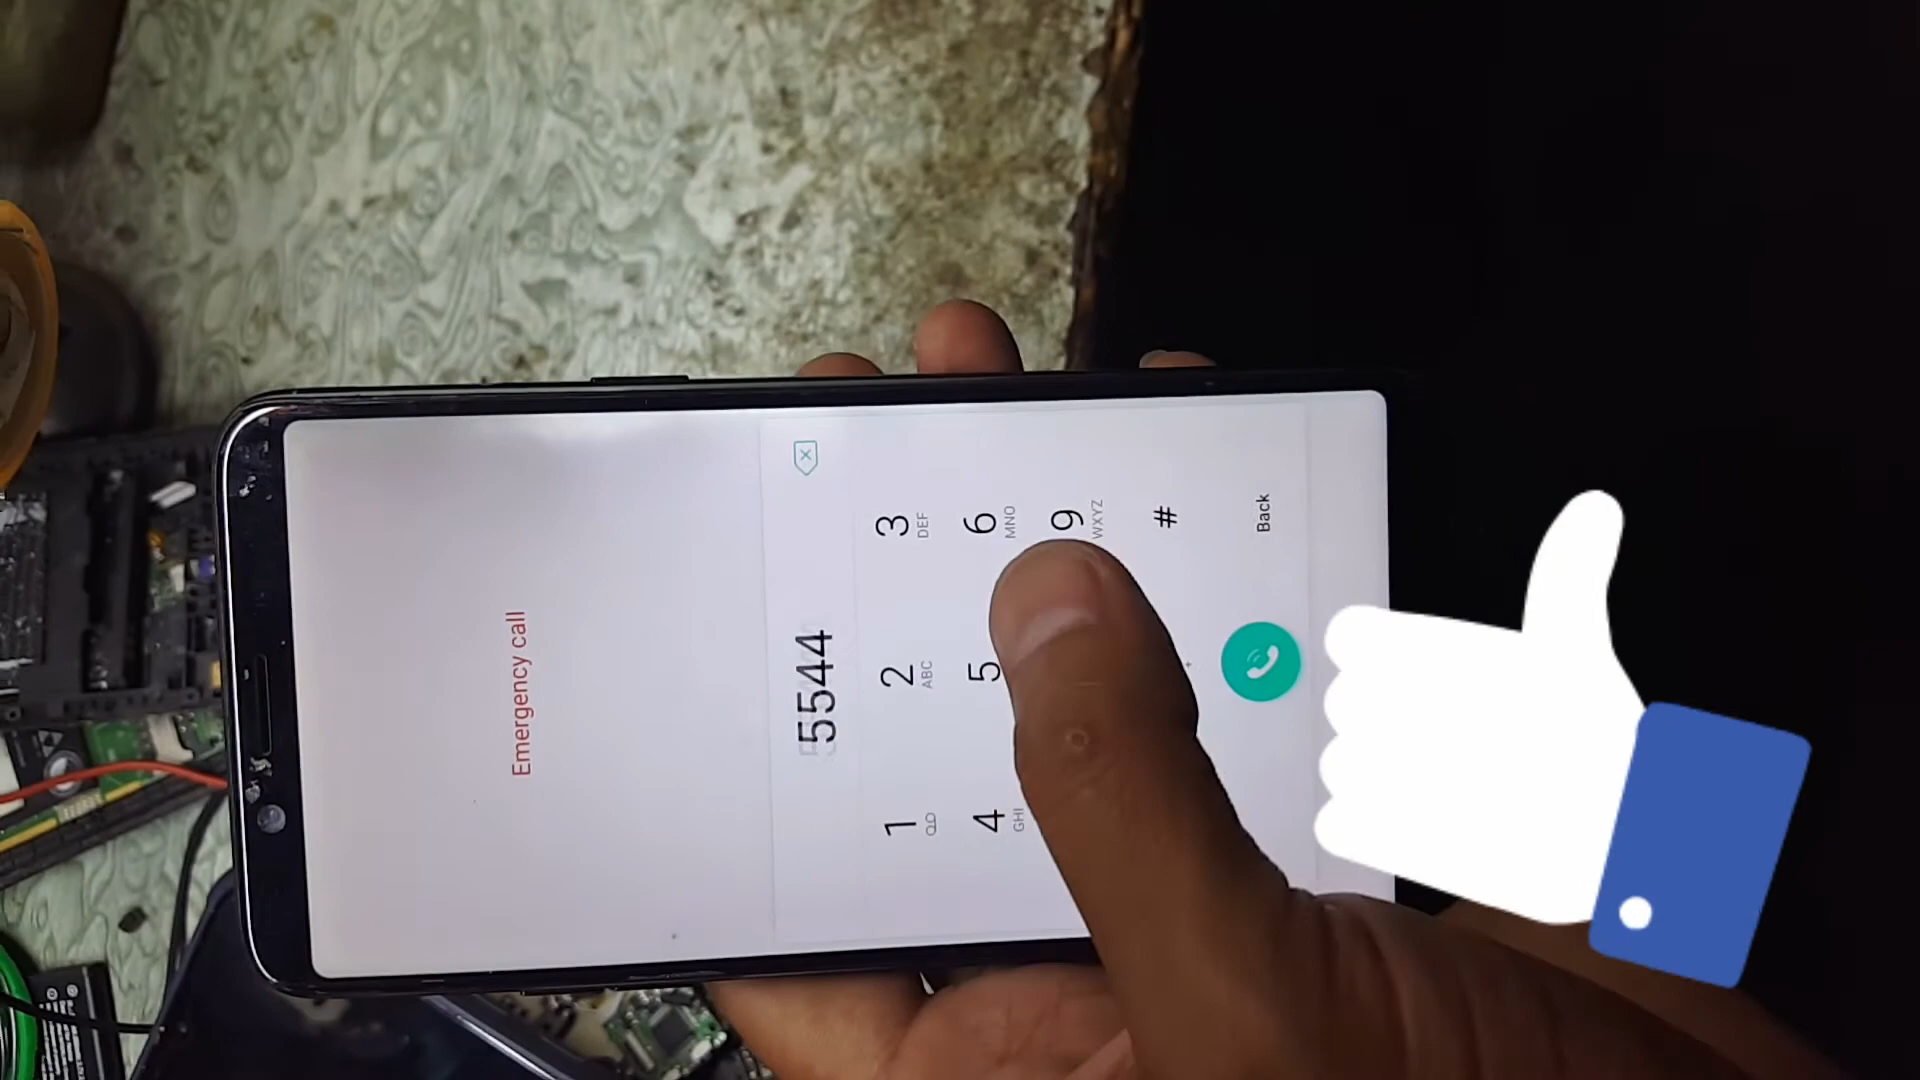 Emergency call
5544
1
2 ABC
3 DEF
4 GHI
5
6 MNO
9 WXYZ
+
#
Back